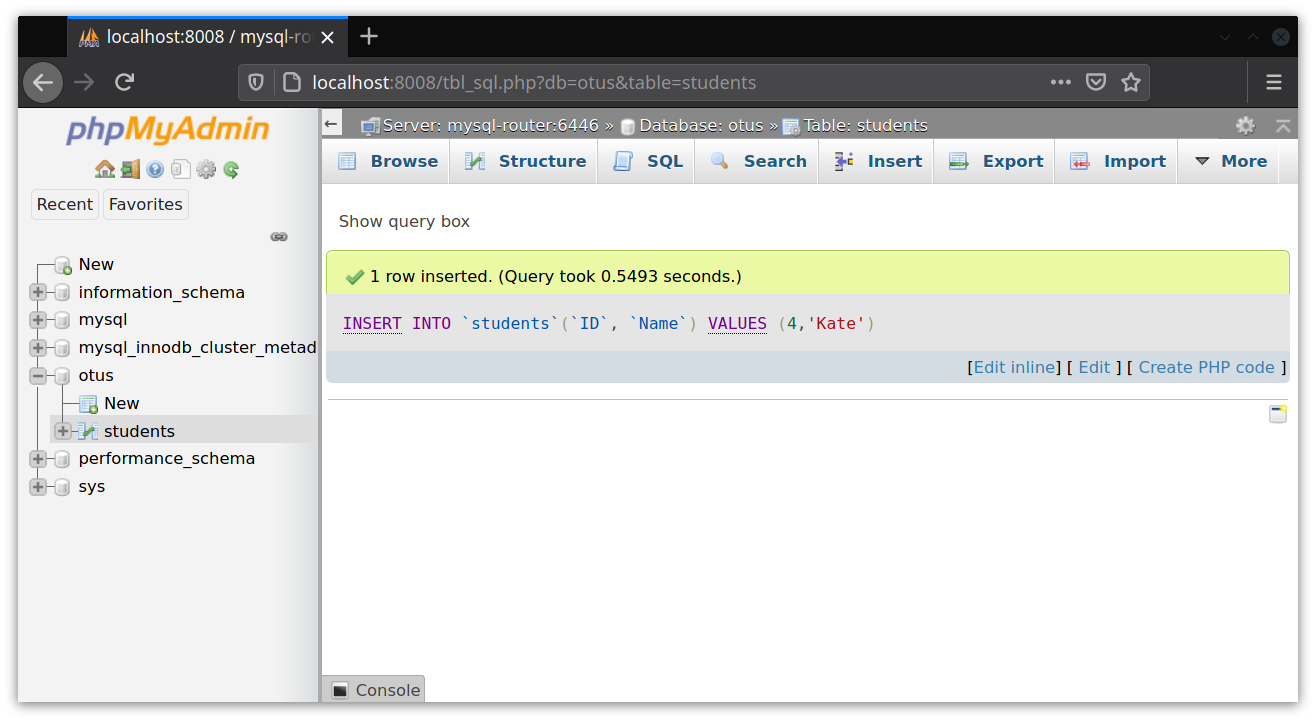 localhost:8008 / mysql-ro
localhost:8008/tbl_sql.php?db=otus&table=students
phpMyAdmin
Recent Favorites
New
information_schema
mysql
mysql_innodb_cluster_metad
otus
New
students
performance_schema
sys
Server: mysql-router:6446 » Database: otus » Table: students
Browse Structure SQL Search Insert Export Import More
Show query box
1 row inserted. (Query took 0.5493 seconds.)
INSERT INTO `students`(`ID`, `Name`) VALUES (4,'Kate')
[Edit inline] [ Edit ] [ Create PHP code ]
Console